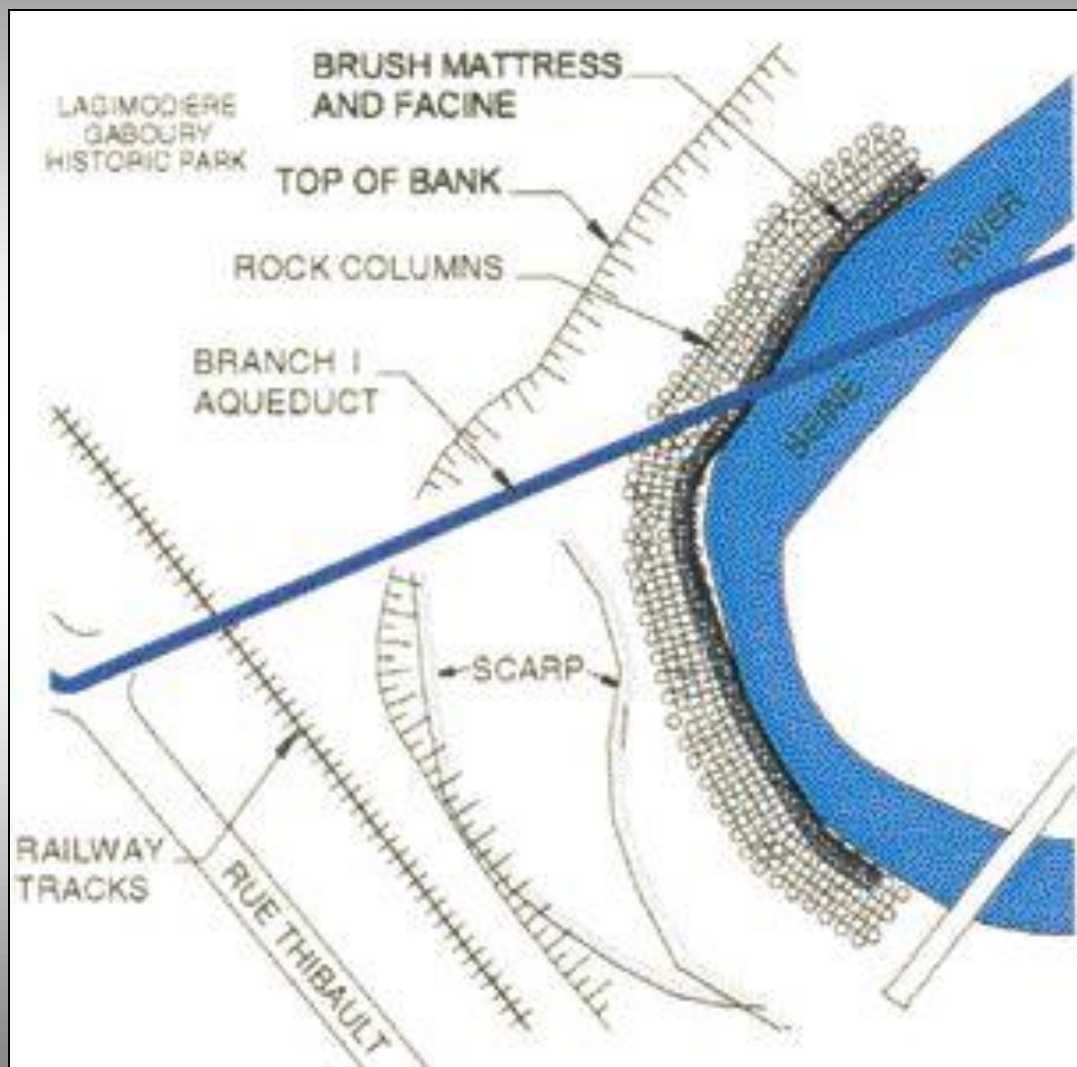 BRUSH MATTRESS
AND FACINE
LAGIMODIERE
GABOURY
HISTORIC PARK
TOP OF BANK
ROCK COLUMNS
BRANCH I
AQUEDUCT
RIVER
SEINE
SCARP
RAILWAY
TRACKS
RUE THIBAULT